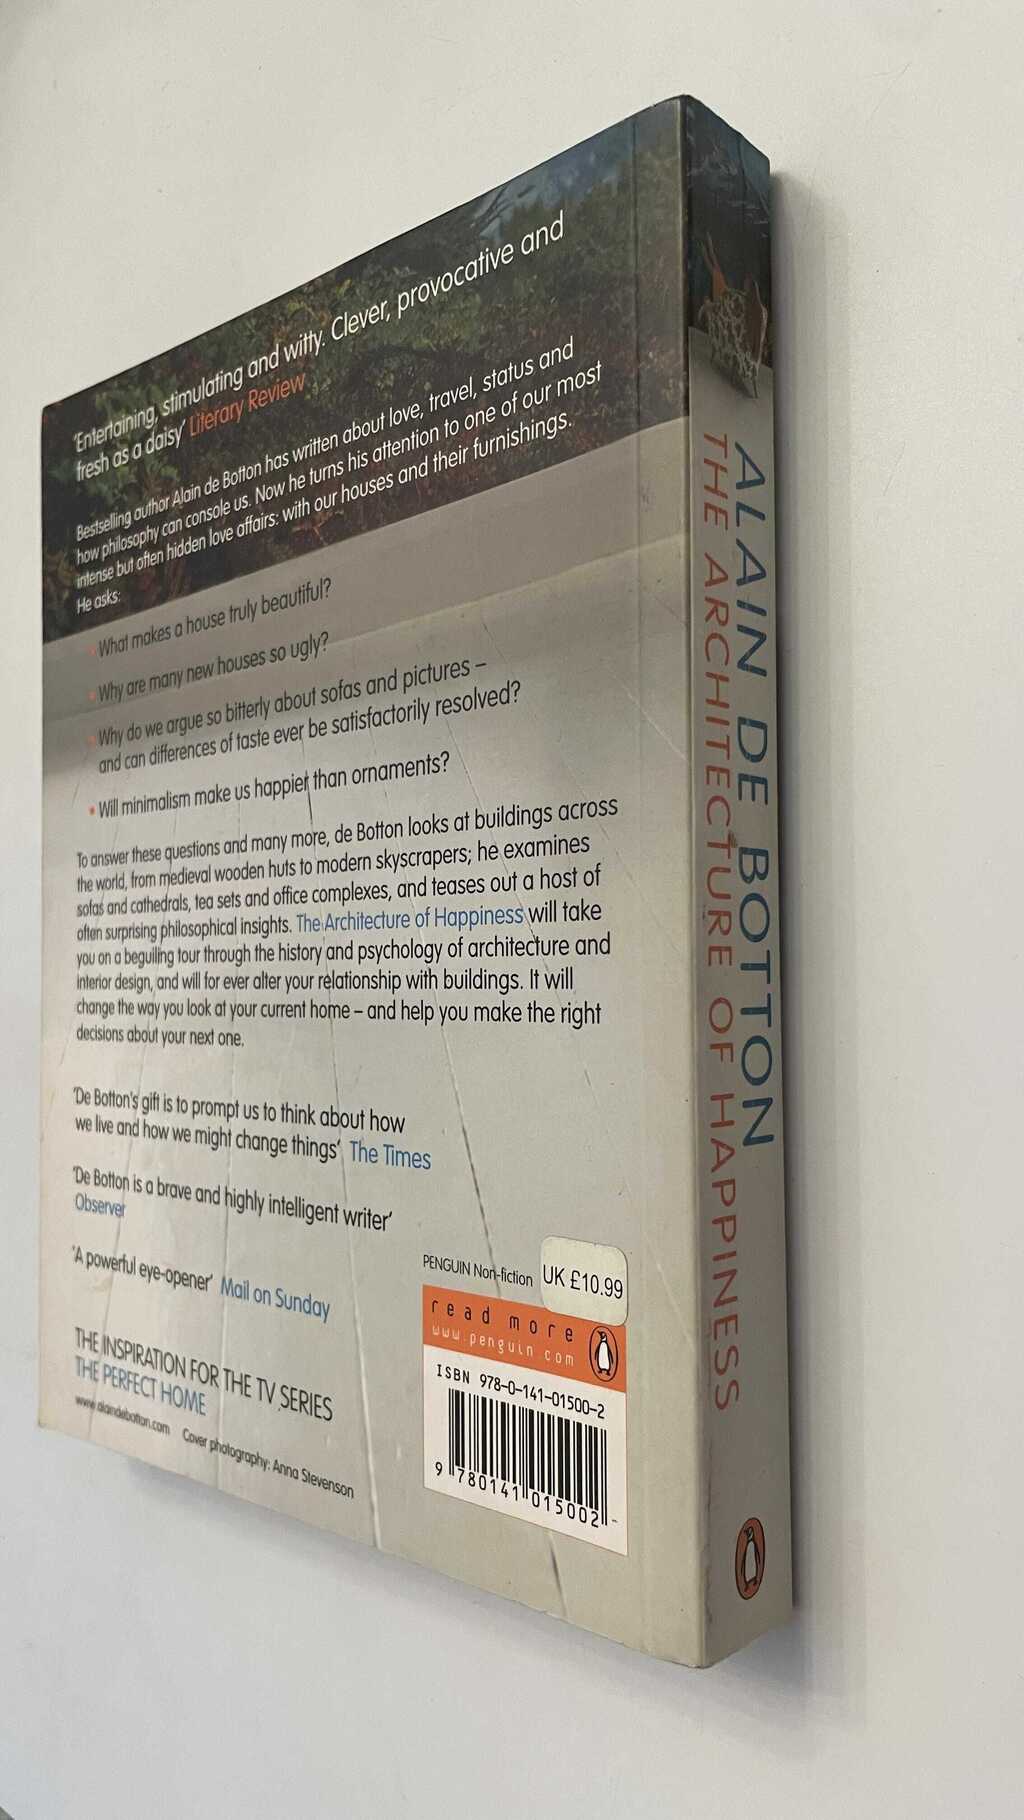 'Entertaining, stimulating and witty. Clever, provocative and
fresh as a daisy' Literary Review
Bestselling author Alain de Botton has written about love, travel, status and
how philosophy can console us. Now he turns his attention to one of our most
intense but often hidden love affairs: with our houses and their furnishings.
He asks:
• What makes a house truly beautiful?
• Why are many new houses so ugly?
• Why do we argue so bitterly about sofas and pictures –
and can differences of taste ever be satisfactorily resolved?
• Will minimalism make us happier than ornaments?
To answer these questions and many more, de Botton looks at buildings across
the world, from medieval wooden huts to modern skyscrapers; he examines
sofas and cathedrals, tea sets and office complexes, and teases out a host of
often surprising philosophical insights. The Architecture of Happiness will take
you on a beguiling tour through the history and psychology of architecture and
interior design, and will for ever alter your relationship with buildings. It will
change the way you look at your current home – and help you make the right
decisions about your next one.
'De Botton's gift is to prompt us to think about how
we live and how we might change things' The Times
'De Botton is a brave and highly intelligent writer'
Observer
'A powerful eye-opener' Mail on Sunday
THE INSPIRATION FOR THE TV SERIES
THE PERFECT HOME
www.alaindebotton.com Cover photography: Anna Stevenson
PENGUIN Non-fiction
UK £10.99
read more
www.penguin.com
ISBN 978-0-141-01500-2
9 780141 015002
ALAIN DE BOTTON
THE ARCHITECTURE OF HAPPINESS